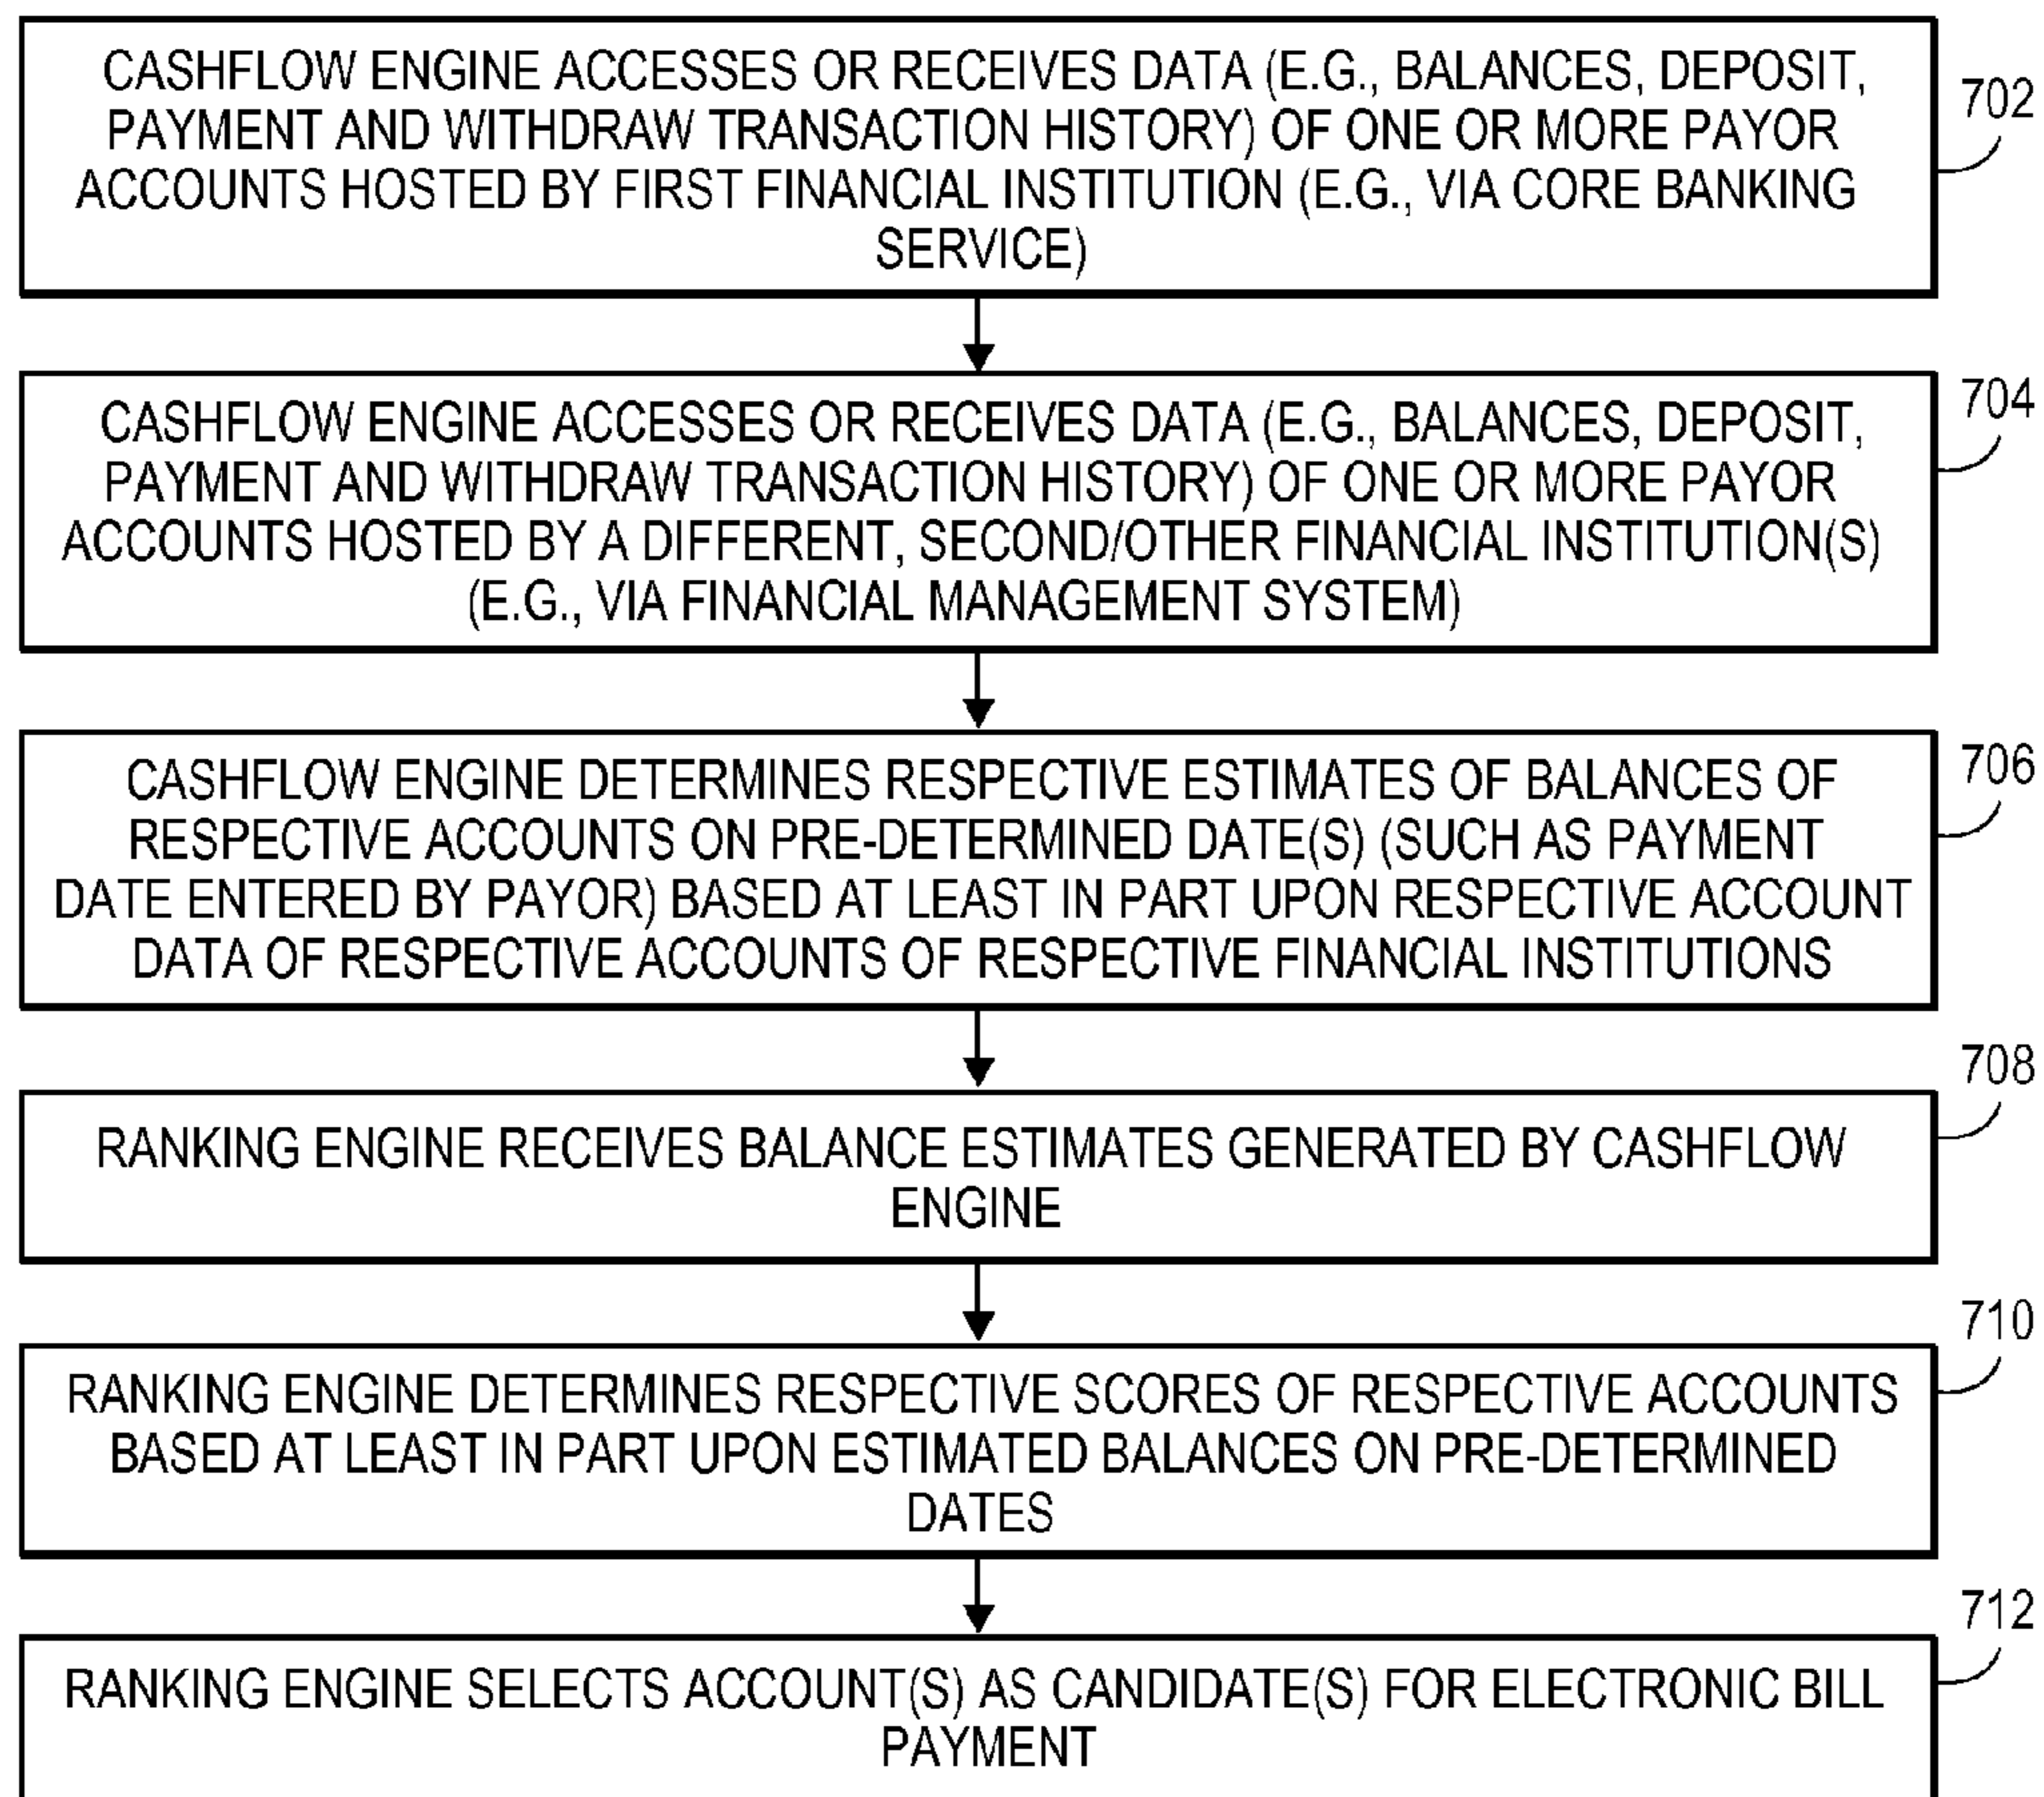 CASHFLOW ENGINE ACCESSES OR RECEIVES DATA (E.G., BALANCES, DEPOSIT,
PAYMENT AND WITHDRAW TRANSACTION HISTORY) OF ONE OR MORE PAYOR
ACCOUNTS HOSTED BY FIRST FINANCIAL INSTITUTION (E.G., VIA CORE BANKING
SERVICE)
702
CASHFLOW ENGINE ACCESSES OR RECEIVES DATA (E.G., BALANCES, DEPOSIT,
PAYMENT AND WITHDRAW TRANSACTION HISTORY) OF ONE OR MORE PAYOR
ACCOUNTS HOSTED BY A DIFFERENT, SECOND/OTHER FINANCIAL INSTITUTION(S)
(E.G., VIA FINANCIAL MANAGEMENT SYSTEM)
704
CASHFLOW ENGINE DETERMINES RESPECTIVE ESTIMATES OF BALANCES OF
RESPECTIVE ACCOUNTS ON PRE-DETERMINED DATE(S) (SUCH AS PAYMENT
DATE ENTERED BY PAYOR) BASED AT LEAST IN PART UPON RESPECTIVE ACCOUNT
DATA OF RESPECTIVE ACCOUNTS OF RESPECTIVE FINANCIAL INSTITUTIONS
706
RANKING ENGINE RECEIVES BALANCE ESTIMATES GENERATED BY CASHFLOW
ENGINE
708
RANKING ENGINE DETERMINES RESPECTIVE SCORES OF RESPECTIVE ACCOUNTS
BASED AT LEAST IN PART UPON ESTIMATED BALANCES ON PRE-DETERMINED
DATES
710
RANKING ENGINE SELECTS ACCOUNT(S) AS CANDIDATE(S) FOR ELECTRONIC BILL
PAYMENT
712